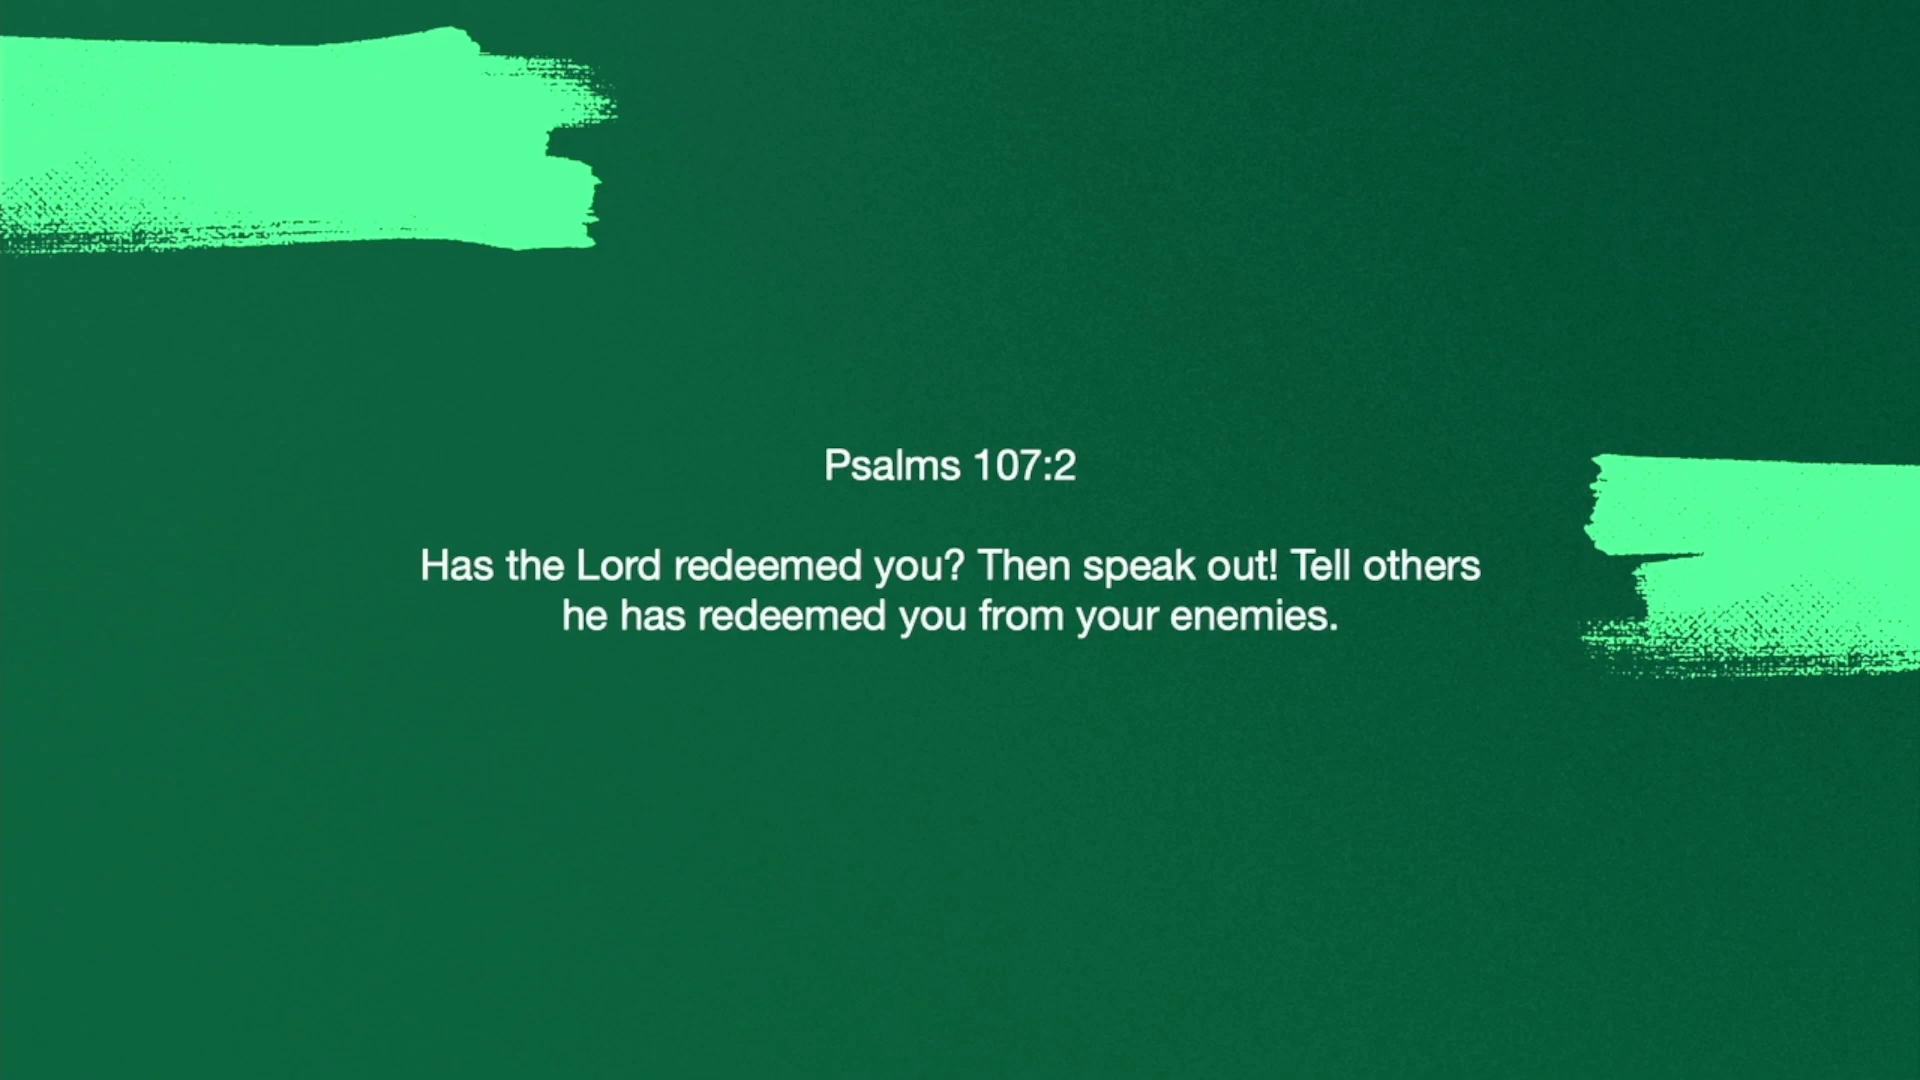 Psalms 107:2
Has the Lord redeemed you? Then speak out! Tell others
he has redeemed you from your enemies.